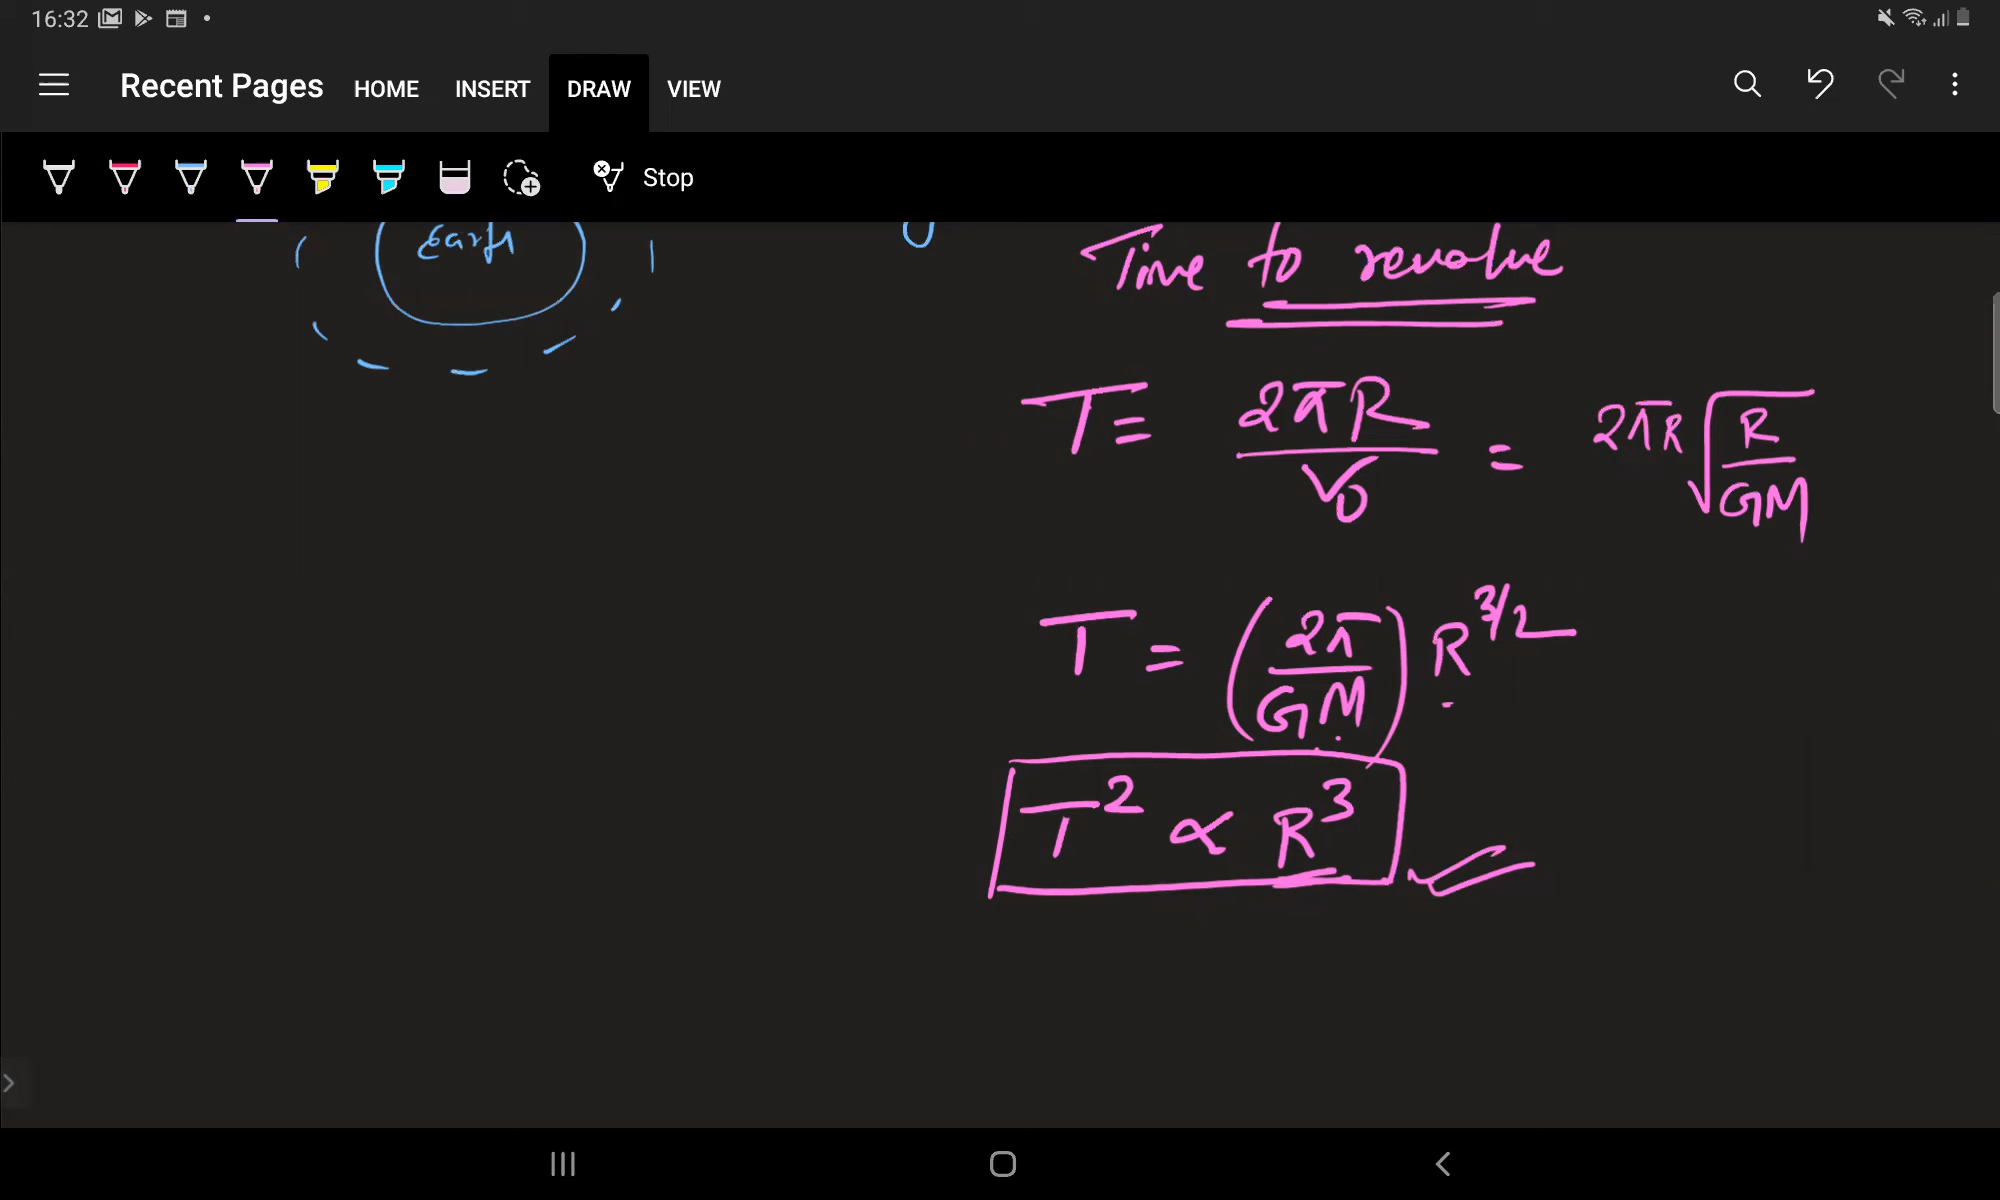 16:32
Recent Pages HOME INSERT DRAW VIEW
Stop
Earth
Time to revolve
T = 2πR / V0 = 2πR √(R / GM)
T = (2π / GM) R^3/2
T² ∝ R³